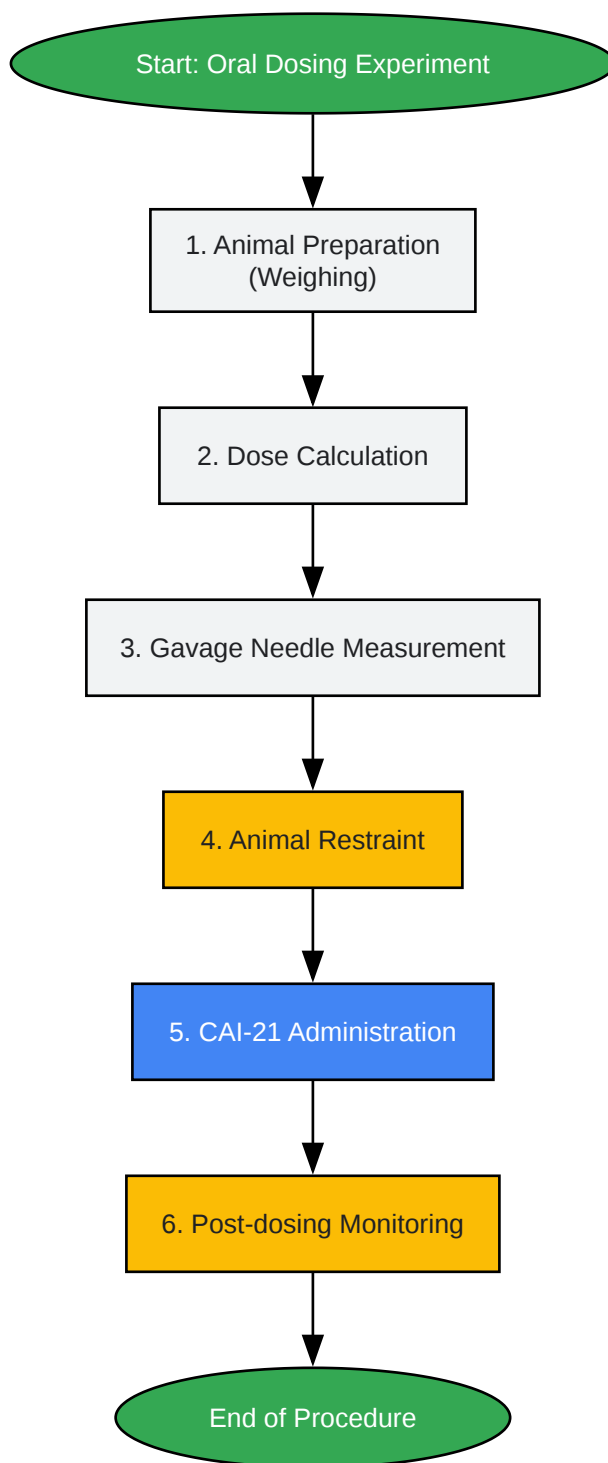 Start: Oral Dosing Experiment
1. Animal Preparation
(Weighing)
2. Dose Calculation
3. Gavage Needle Measurement
4. Animal Restraint
5. CAI-21 Administration
6. Post-dosing Monitoring
End of Procedure